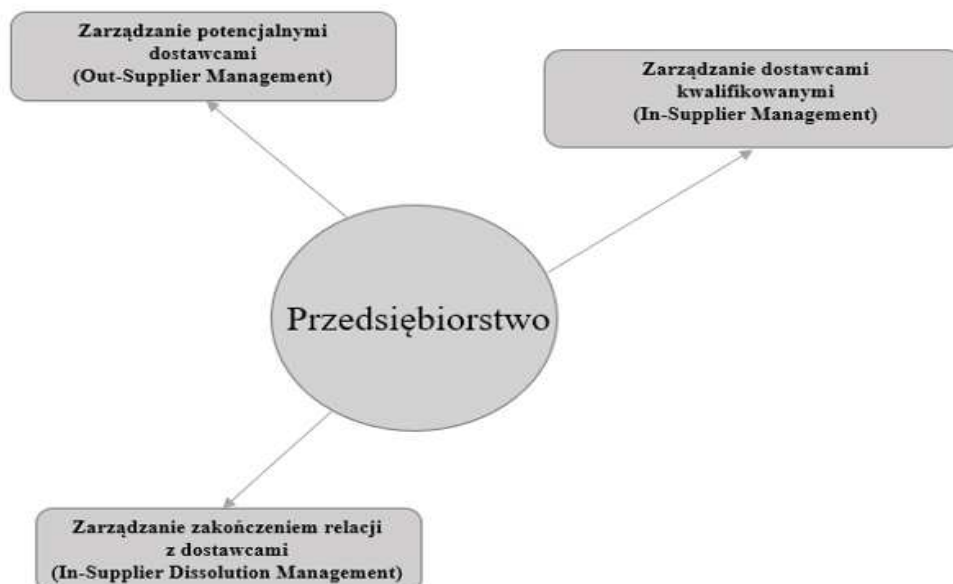 Zarządzanie potencjalnymi
dostawcami
(Out-Supplier Management)
Zarządzanie dostawcami
kwalifikowanymi
(In-Supplier Management)
Przedsiębiorstwo
Zarządzanie zakończeniem relacji
z dostawcami
(In-Supplier Dissolution Management)